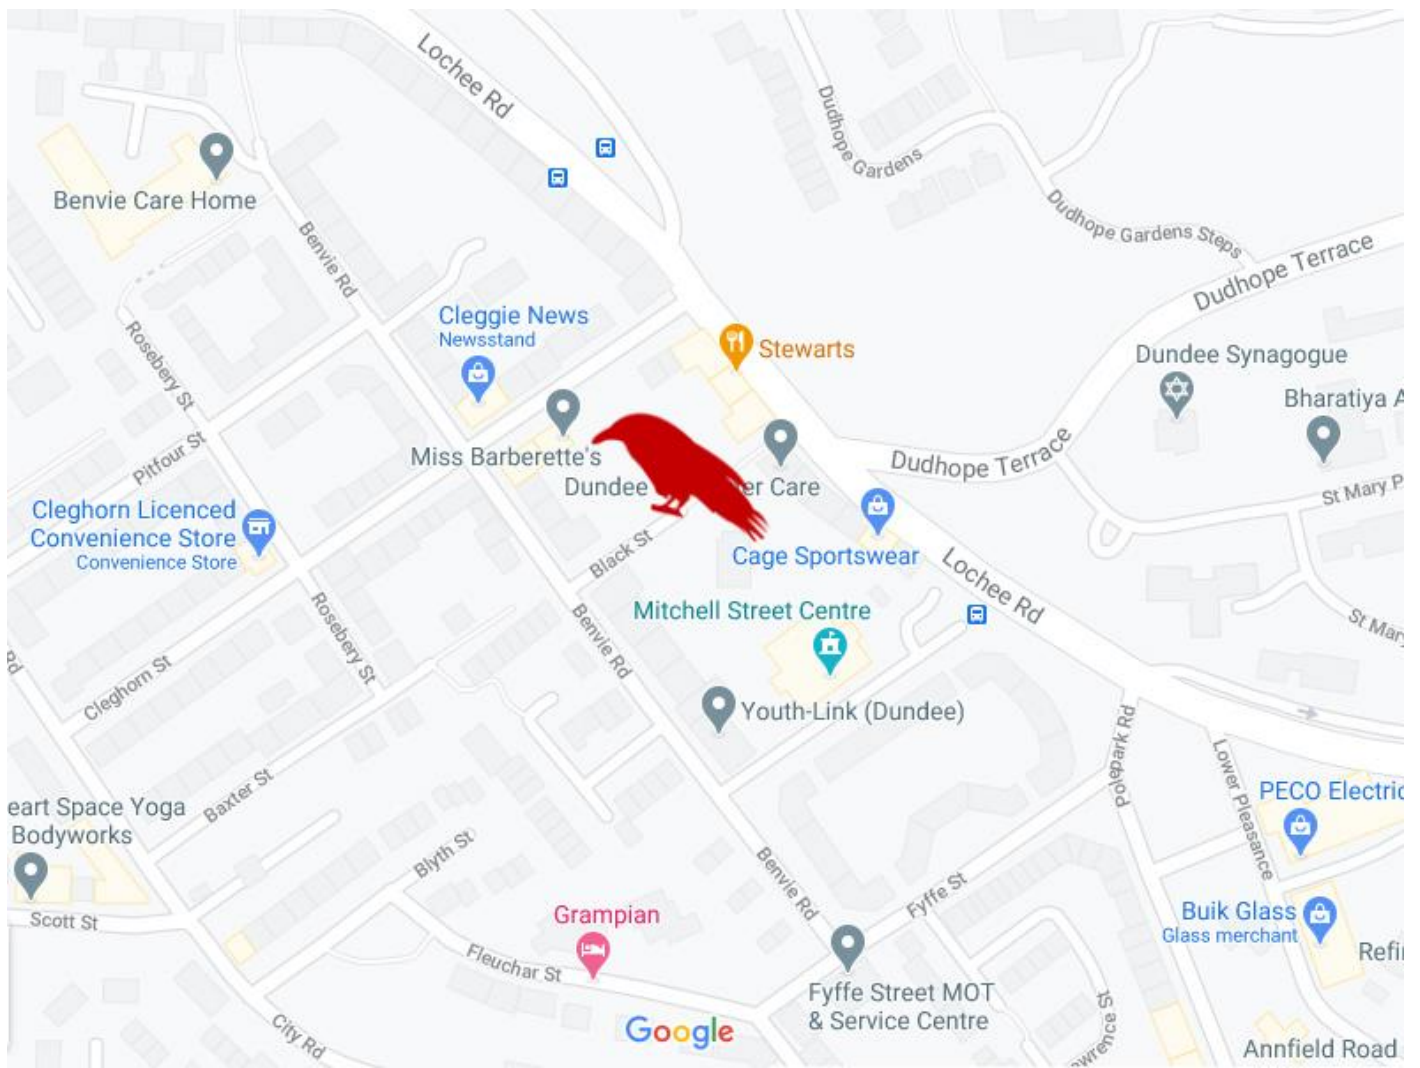 Lochee Rd
Dudhope Gardens
Benvie Care Home
Benvie Rd
Dudhope Gardens Steps
Dudhope Terrace
Cleggie News
Newsstand
Stewarts
Rosebery St
Dundee Synagogue
Bharatiya A
Pitfour St
Miss Barberette's
Dundee
er Care
Dudhope Terrace
St Mary P
Cleghorn Licenced
Convenience Store
Convenience Store
Black St
Cage Sportswear
Lochee Rd
Mitchell Street Centre
Rosebery St
Benvie Rd
St Mary
Rd
Cleghorn St
Youth-Link (Dundee)
Polepark Rd
Lower Pleasance
Baxter St
PECO Electric
eart Space Yoga
Bodyworks
Blyth St
Benvie Rd
Fyffe St
Scott St
Grampian
Buik Glass
Glass merchant
Fleuchar St
Refi
Fyffe Street MOT
& Service Centre
City Rd
Google
wrence St
Annfield Road